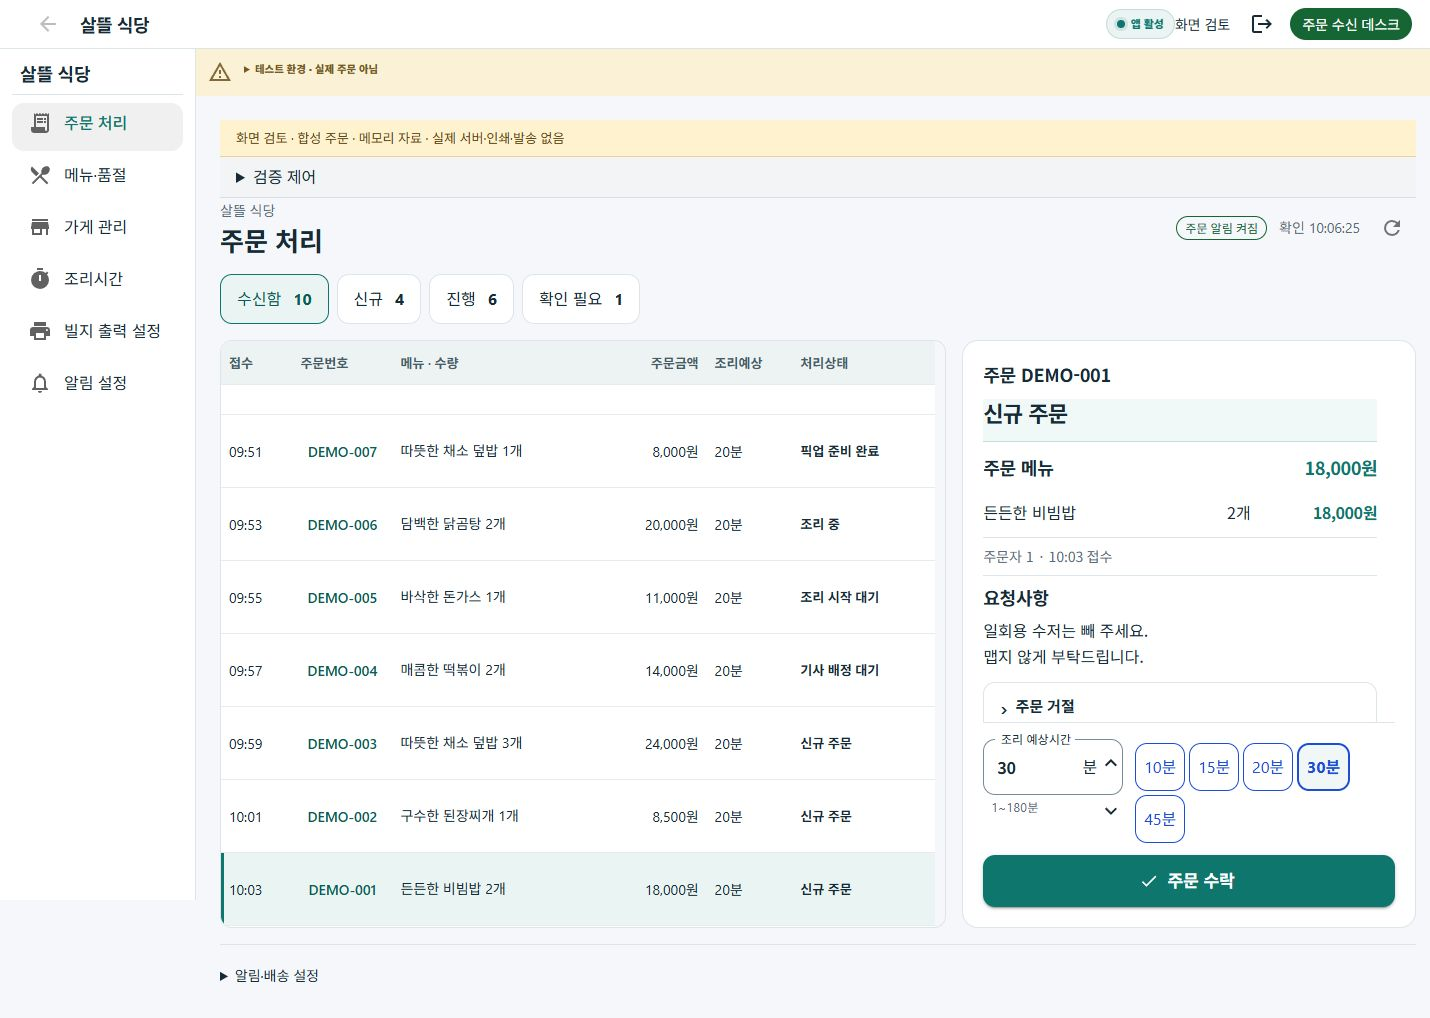 살뜰 식당
앱 활성
화면 검토
주문 수신 데스크
살뜰 식당
주문 처리
메뉴·품절
가게 관리
조리시간
빌지 출력 설정
알림 설정
테스트 환경 · 실제 주문 아님
화면 검토 · 합성 주문 · 메모리 자료 · 실제 서버·인쇄·발송 없음
검증 제어
살뜰 식당
주문 처리
주문 알림 켜짐
확인 10:06:25
수신함 10
신규 4
진행 6
확인 필요 1
접수 주문번호 메뉴 · 수량 주문금액 조리예상 처리상태
09:51 DEMO-007 따뜻한 채소 덮밥 1개 8,000원 20분 픽업 준비 완료
09:53 DEMO-006 담백한 닭곰탕 2개 20,000원 20분 조리 중
09:55 DEMO-005 바삭한 돈가스 1개 11,000원 20분 조리 시작 대기
09:57 DEMO-004 매콤한 떡볶이 2개 14,000원 20분 기사 배정 대기
09:59 DEMO-003 따뜻한 채소 덮밥 3개 24,000원 20분 신규 주문
10:01 DEMO-002 구수한 된장찌개 1개 8,500원 20분 신규 주문
10:03 DEMO-001 든든한 비빔밥 2개 18,000원 20분 신규 주문
주문 DEMO-001
신규 주문
주문 메뉴 18,000원
든든한 비빔밥 2개 18,000원
주문자 1 · 10:03 접수
요청사항
일회용 수저는 빼 주세요.
맵지 않게 부탁드립니다.
주문 거절
조리 예상시간
30 분
1~180분
10분 15분 20분 30분
45분
주문 수락
알림·배송 설정